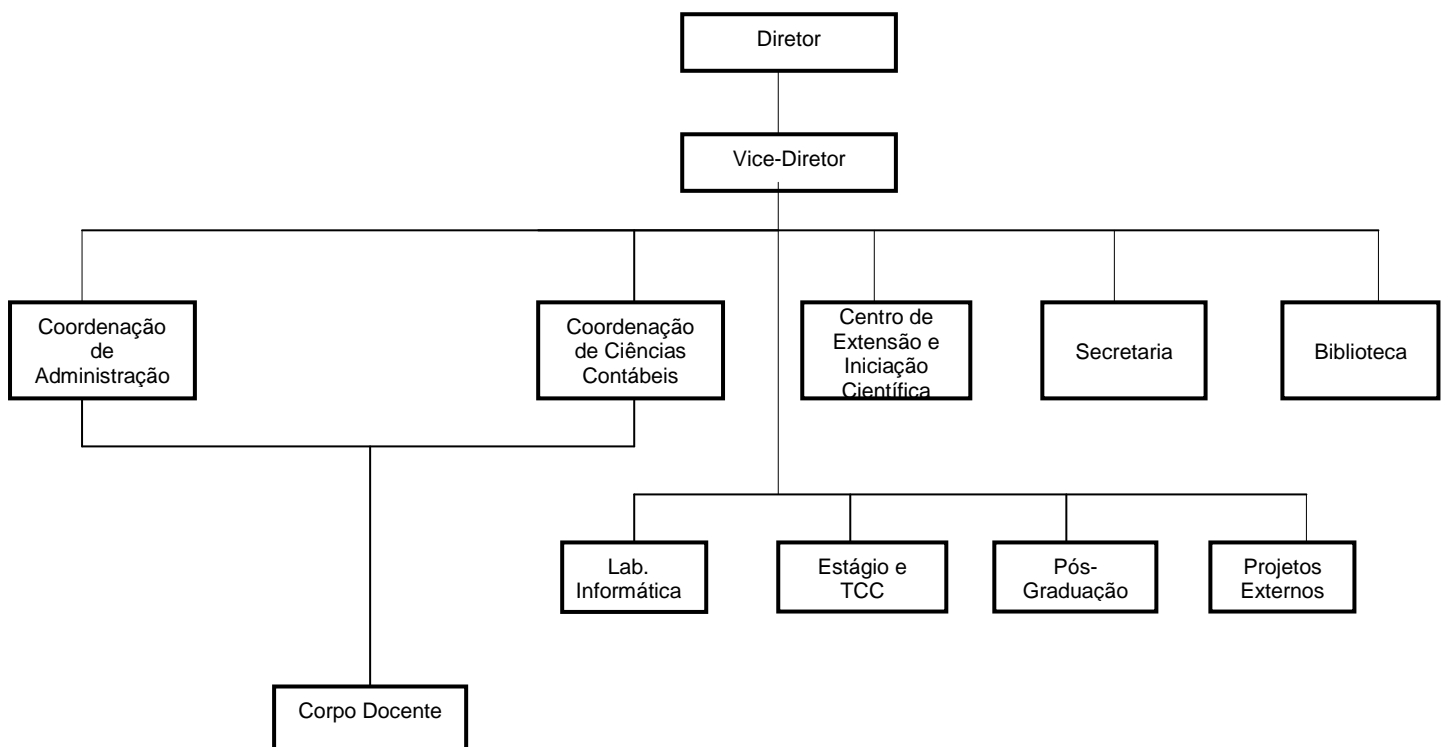 Diretor
Vice-Diretor
Coordenação
de
Administração
Coordenação
de Ciências
Contábeis
Centro de
Extensão e
Iniciação
Científica
Secretaria
Biblioteca
Lab.
Informática
Estágio e
TCC
Pós-
Graduação
Projetos
Externos
Corpo Docente